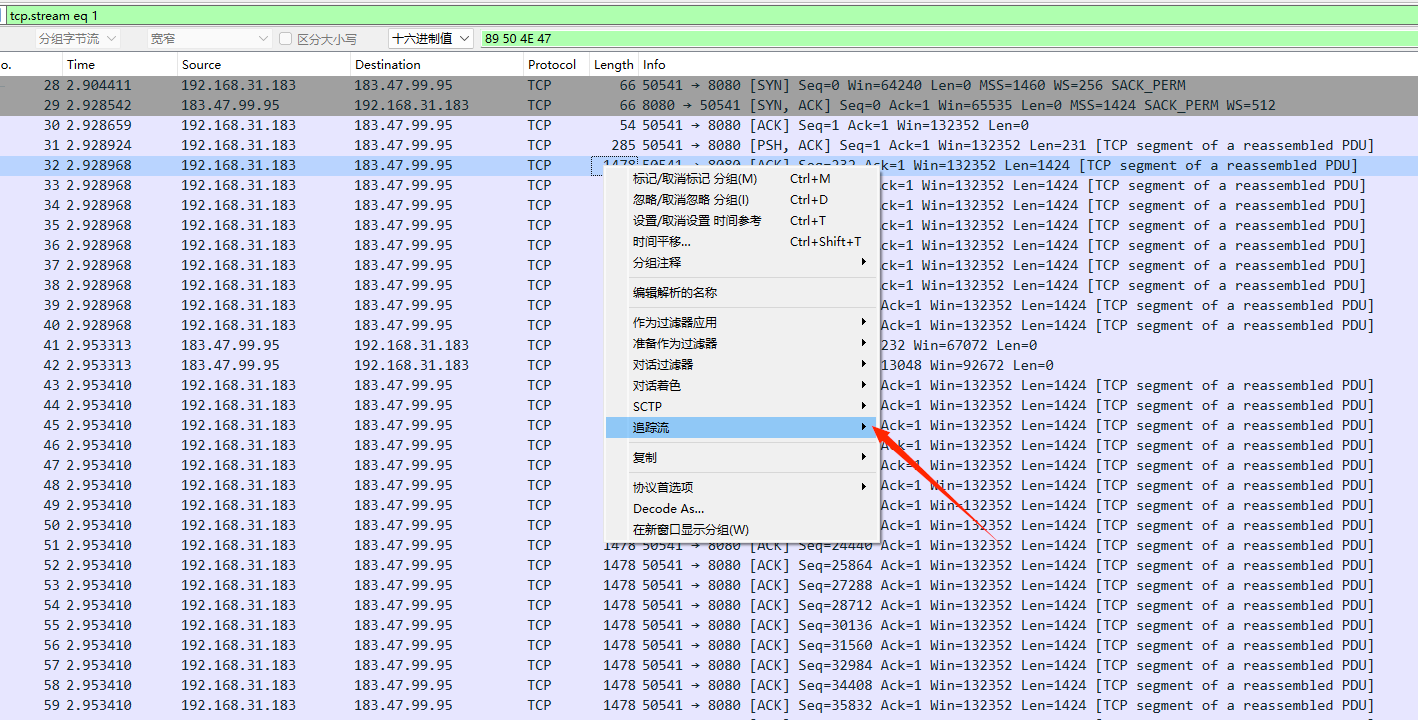 tcp.stream eq 1
分组字节流 宽窄 区分大小写 十六进制值 89 50 4E 47
o. Time Source Destination Protocol Length Info
28 2.904411 192.168.31.183 183.47.99.95 TCP 66 50541 → 8080 [SYN] Seq=0 Win=64240 Len=0 MSS=1460 WS=256 SACK_PERM
29 2.928542 183.47.99.95 192.168.31.183 TCP 66 8080 → 50541 [SYN, ACK] Seq=0 Ack=1 Win=65535 Len=0 MSS=1424 SACK_PERM WS=512
30 2.928659 192.168.31.183 183.47.99.95 TCP 54 50541 → 8080 [ACK] Seq=1 Ack=1 Win=132352 Len=0
31 2.928924 192.168.31.183 183.47.99.95 TCP 285 50541 → 8080 [PSH, ACK] Seq=1 Ack=1 Win=132352 Len=231 [TCP segment of a reassembled PDU]
32 2.928968 192.168.31.183 183.47.99.95 TCP 1478 50541 → 8080 [ACK] Seq=232 Ack=1 Win=132352 Len=1424 [TCP segment of a reassembled PDU]
33 2.928968 192.168.31.183 183.47.99.95 TCP ck=1 Win=132352 Len=1424 [TCP segment of a reassembled PDU]
34 2.928968 192.168.31.183 183.47.99.95 TCP ck=1 Win=132352 Len=1424 [TCP segment of a reassembled PDU]
35 2.928968 192.168.31.183 183.47.99.95 TCP ck=1 Win=132352 Len=1424 [TCP segment of a reassembled PDU]
36 2.928968 192.168.31.183 183.47.99.95 TCP ck=1 Win=132352 Len=1424 [TCP segment of a reassembled PDU]
37 2.928968 192.168.31.183 183.47.99.95 TCP ck=1 Win=132352 Len=1424 [TCP segment of a reassembled PDU]
38 2.928968 192.168.31.183 183.47.99.95 TCP ck=1 Win=132352 Len=1424 [TCP segment of a reassembled PDU]
39 2.928968 192.168.31.183 183.47.99.95 TCP Ack=1 Win=132352 Len=1424 [TCP segment of a reassembled PDU]
40 2.928968 192.168.31.183 183.47.99.95 TCP Ack=1 Win=132352 Len=1424 [TCP segment of a reassembled PDU]
41 2.953313 183.47.99.95 192.168.31.183 TCP 232 Win=67072 Len=0
42 2.953313 183.47.99.95 192.168.31.183 TCP 13048 Win=92672 Len=0
43 2.953410 192.168.31.183 183.47.99.95 TCP Ack=1 Win=132352 Len=1424 [TCP segment of a reassembled PDU]
44 2.953410 192.168.31.183 183.47.99.95 TCP Ack=1 Win=132352 Len=1424 [TCP segment of a reassembled PDU]
45 2.953410 192.168.31.183 183.47.99.95 TCP Ack=1 Win=132352 Len=1424 [TCP segment of a reassembled PDU]
46 2.953410 192.168.31.183 183.47.99.95 TCP Ack=1 Win=132352 Len=1424 [TCP segment of a reassembled PDU]
47 2.953410 192.168.31.183 183.47.99.95 TCP Ack=1 Win=132352 Len=1424 [TCP segment of a reassembled PDU]
48 2.953410 192.168.31.183 183.47.99.95 TCP Ack=1 Win=132352 Len=1424 [TCP segment of a reassembled PDU]
49 2.953410 192.168.31.183 183.47.99.95 TCP Ack=1 Win=132352 Len=1424 [TCP segment of a reassembled PDU]
50 2.953410 192.168.31.183 183.47.99.95 TCP Ack=1 Win=132352 Len=1424 [TCP segment of a reassembled PDU]
51 2.953410 192.168.31.183 183.47.99.95 TCP 1478 50541 → 8080 [ACK] Seq=24440 Ack=1 Win=132352 Len=1424 [TCP segment of a reassembled PDU]
52 2.953410 192.168.31.183 183.47.99.95 TCP 1478 50541 → 8080 [ACK] Seq=25864 Ack=1 Win=132352 Len=1424 [TCP segment of a reassembled PDU]
53 2.953410 192.168.31.183 183.47.99.95 TCP 1478 50541 → 8080 [ACK] Seq=27288 Ack=1 Win=132352 Len=1424 [TCP segment of a reassembled PDU]
54 2.953410 192.168.31.183 183.47.99.95 TCP 1478 50541 → 8080 [ACK] Seq=28712 Ack=1 Win=132352 Len=1424 [TCP segment of a reassembled PDU]
55 2.953410 192.168.31.183 183.47.99.95 TCP 1478 50541 → 8080 [ACK] Seq=30136 Ack=1 Win=132352 Len=1424 [TCP segment of a reassembled PDU]
56 2.953410 192.168.31.183 183.47.99.95 TCP 1478 50541 → 8080 [ACK] Seq=31560 Ack=1 Win=132352 Len=1424 [TCP segment of a reassembled PDU]
57 2.953410 192.168.31.183 183.47.99.95 TCP 1478 50541 → 8080 [ACK] Seq=32984 Ack=1 Win=132352 Len=1424 [TCP segment of a reassembled PDU]
58 2.953410 192.168.31.183 183.47.99.95 TCP 1478 50541 → 8080 [ACK] Seq=34408 Ack=1 Win=132352 Len=1424 [TCP segment of a reassembled PDU]
59 2.953410 192.168.31.183 183.47.99.95 TCP 1478 50541 → 8080 [ACK] Seq=35832 Ack=1 Win=132352 Len=1424 [TCP segment of a reassembled PDU]
标记/取消标记 分组(M) Ctrl+M
忽略/取消忽略 分组(I) Ctrl+D
设置/取消设置 时间参考 Ctrl+T
时间平移... Ctrl+Shift+T
分组注释
编辑解析的名称
作为过滤器应用
准备作为过滤器
对话过滤器
对话着色
SCTP
追踪流
复制
协议首选项
Decode As...
在新窗口显示分组(W)